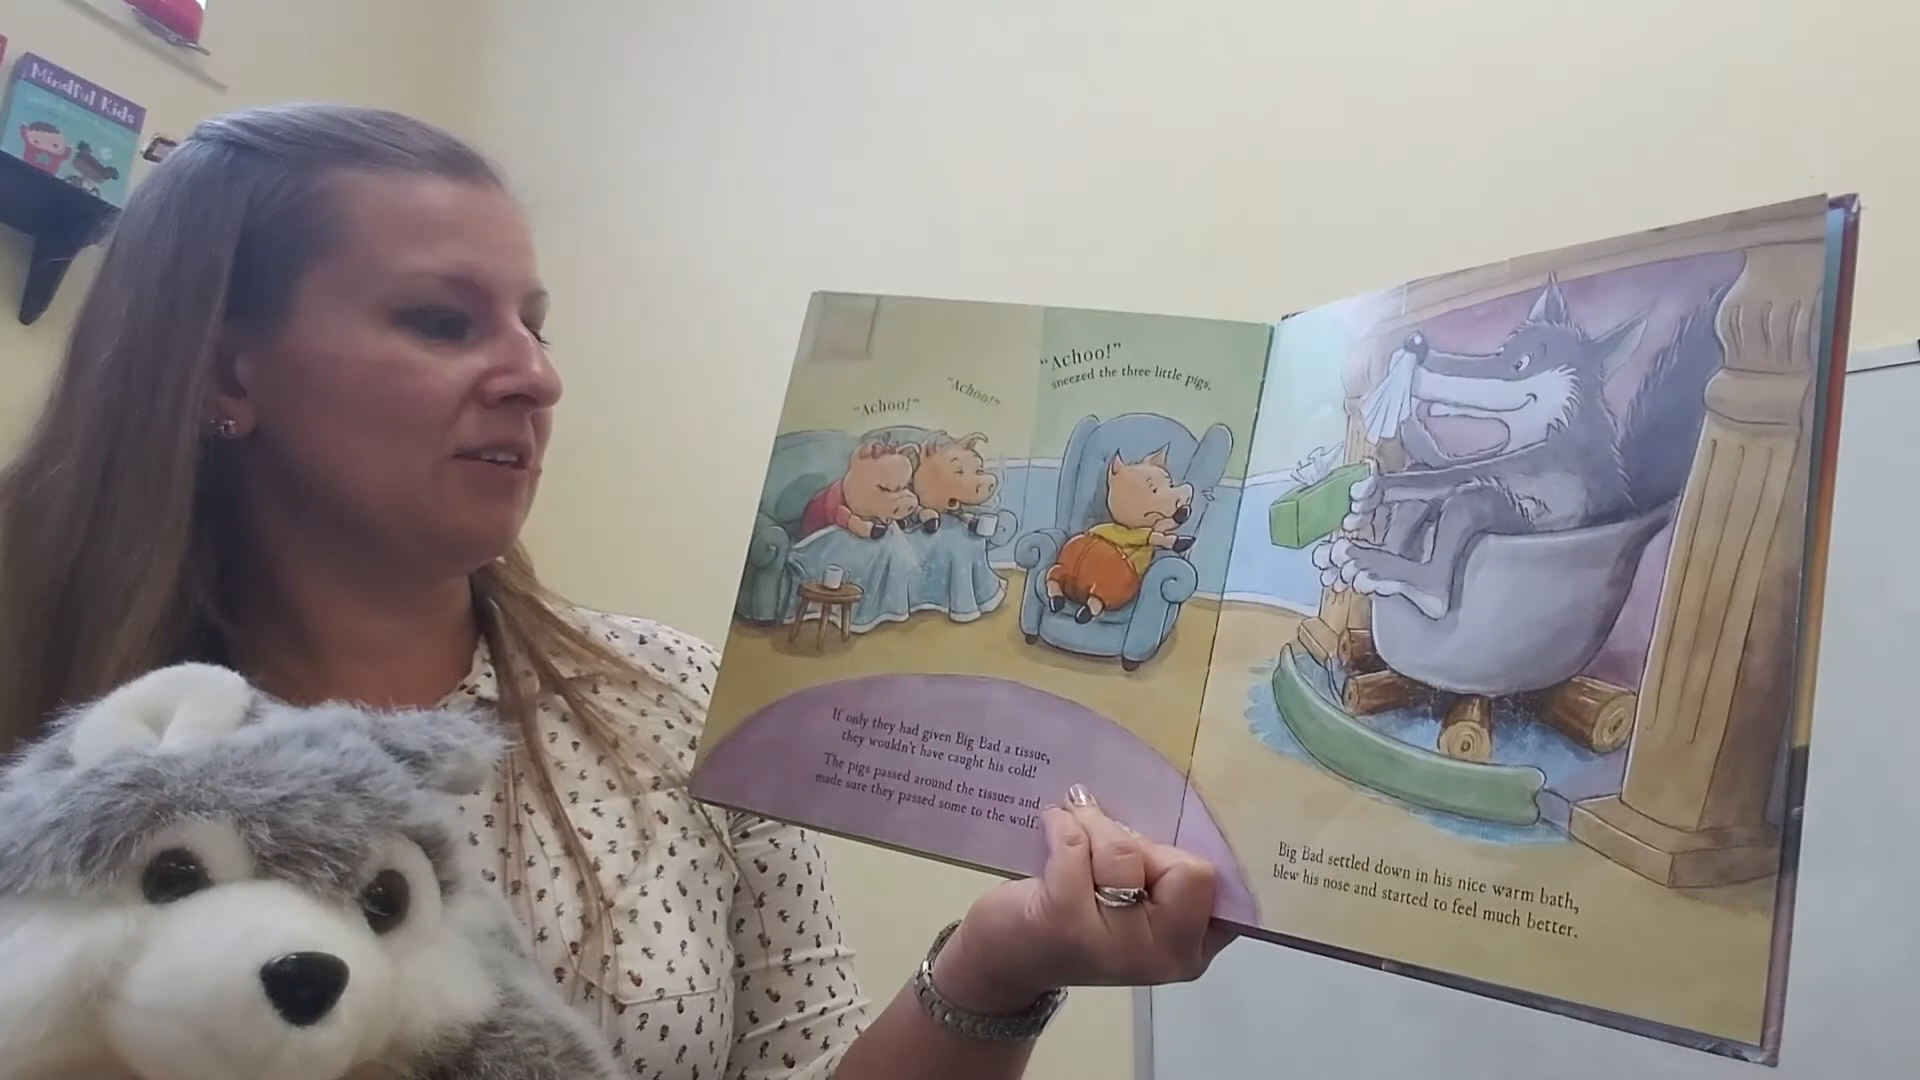 Mindful Kids
"Achoo!"
"Achoo!"
"Achoo!"
sneezed the three little pigs.
If only they had given Big Bad a tissue,
they wouldn't have caught his cold!
The pigs passed around the tissues and
made sure they passed some to the wolf.
Big Bad settled down in his nice warm bath,
blew his nose and started to feel much better.